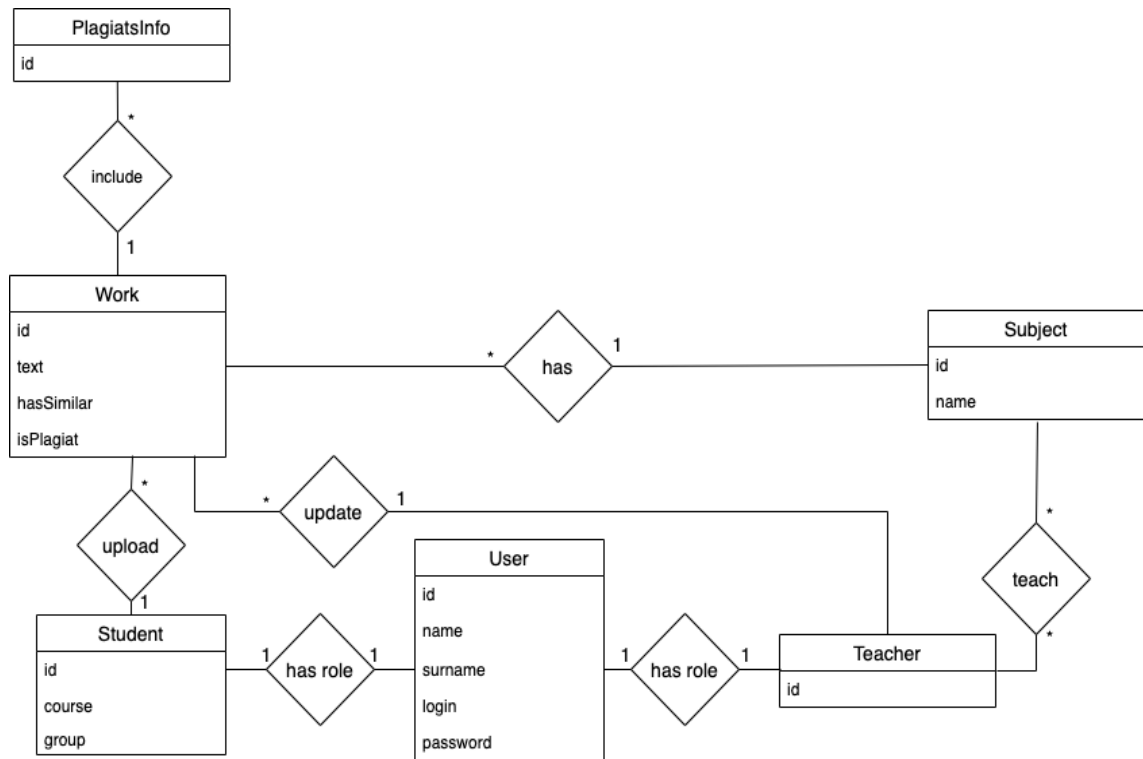 PlagiatsInfo
id
*
include
1
Work
id
text
hasSimilar
isPlagiat
*
has
1
Subject
id
name
*
upload
1
*
update
1
*
teach
*
Student
id
course
group
1
has role
1
User
id
name
surname
login
password
1
has role
1
Teacher
id